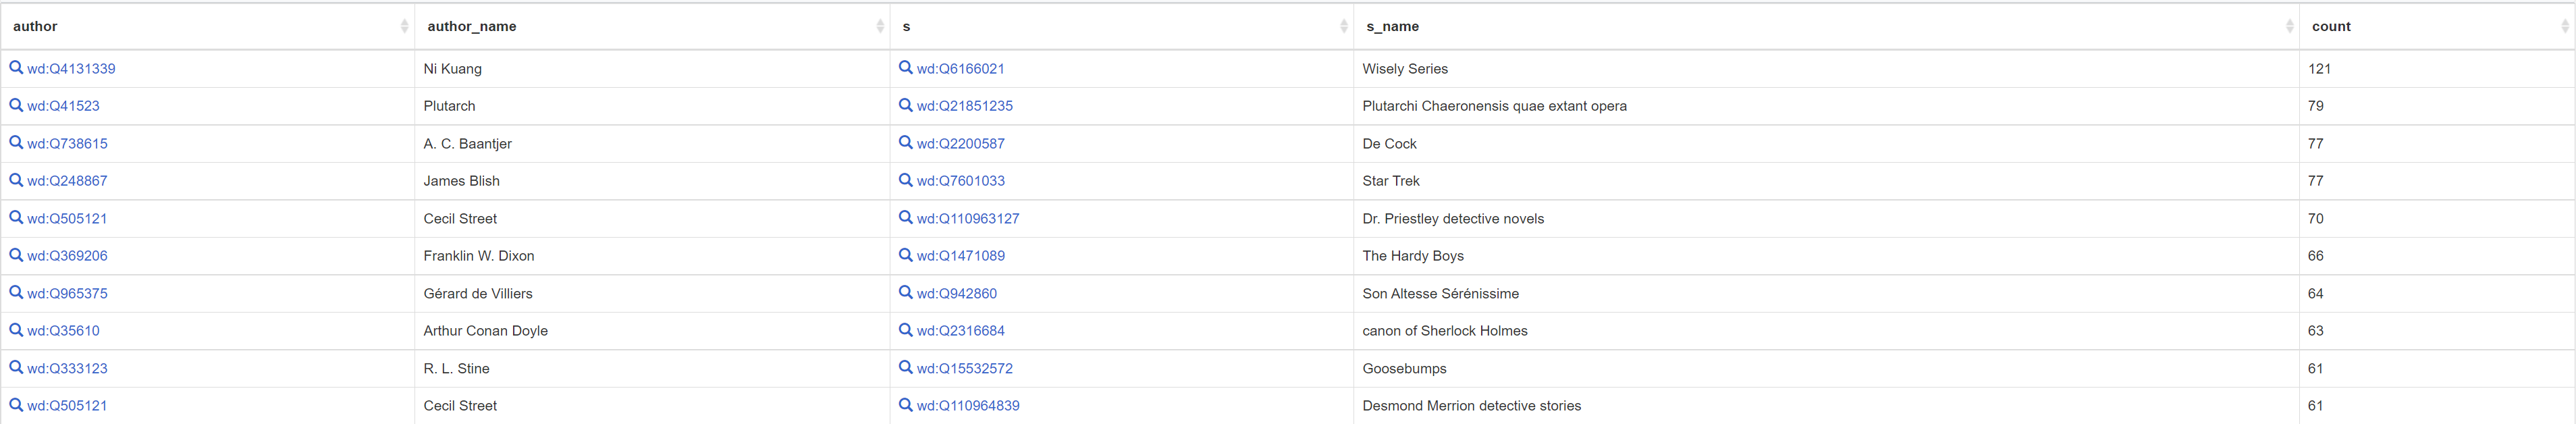 author author_name s s_name count
wd:Q4131339 Ni Kuang wd:Q6166021 Wisely Series 121
wd:Q41523 Plutarch wd:Q21851235 Plutarchi Chaeronensis quae extant opera 79
wd:Q738615 A. C. Baantjer wd:Q2200587 De Cock 77
wd:Q248867 James Blish wd:Q7601033 Star Trek 77
wd:Q505121 Cecil Street wd:Q110963127 Dr. Priestley detective novels 70
wd:Q369206 Franklin W. Dixon wd:Q1471089 The Hardy Boys 66
wd:Q965375 Gérard de Villiers wd:Q942860 Son Altesse Sérénissime 64
wd:Q35610 Arthur Conan Doyle wd:Q2316684 canon of Sherlock Holmes 63
wd:Q333123 R. L. Stine wd:Q15532572 Goosebumps 61
wd:Q505121 Cecil Street wd:Q110964839 Desmond Merrion detective stories 61